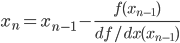 x_n = x_{n-1} - \frac{f(x_{n-1})}{df/dx(x_{n-1})}